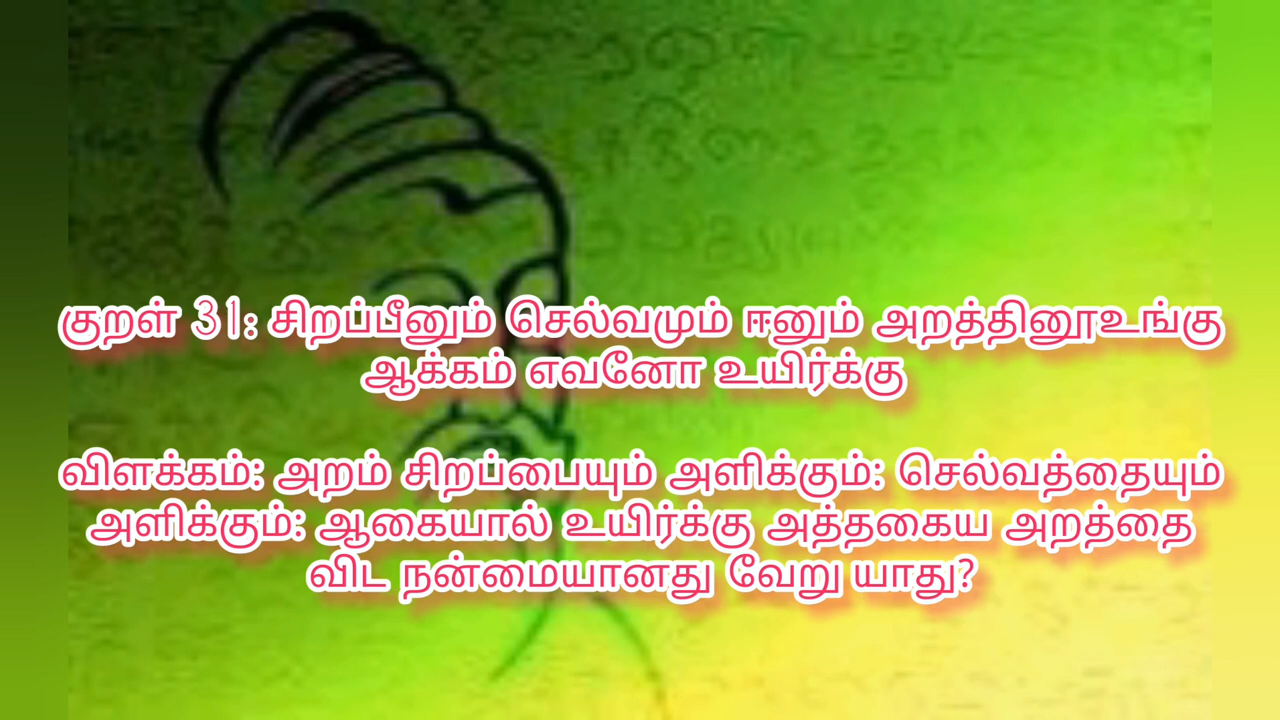 குறள் 31: சிறப்பீனும் செல்வமும் ஈனும் அறத்தினூஉங்கு
ஆக்கம் எவனோ உயிர்க்கு
விளக்கம்: அறம் சிறப்பையும் அளிக்கும்: செல்வத்தையும்
அளிக்கும்: ஆகையால் உயிர்க்கு அத்தகைய அறத்தை
விட நன்மையானது வேறு யாது?